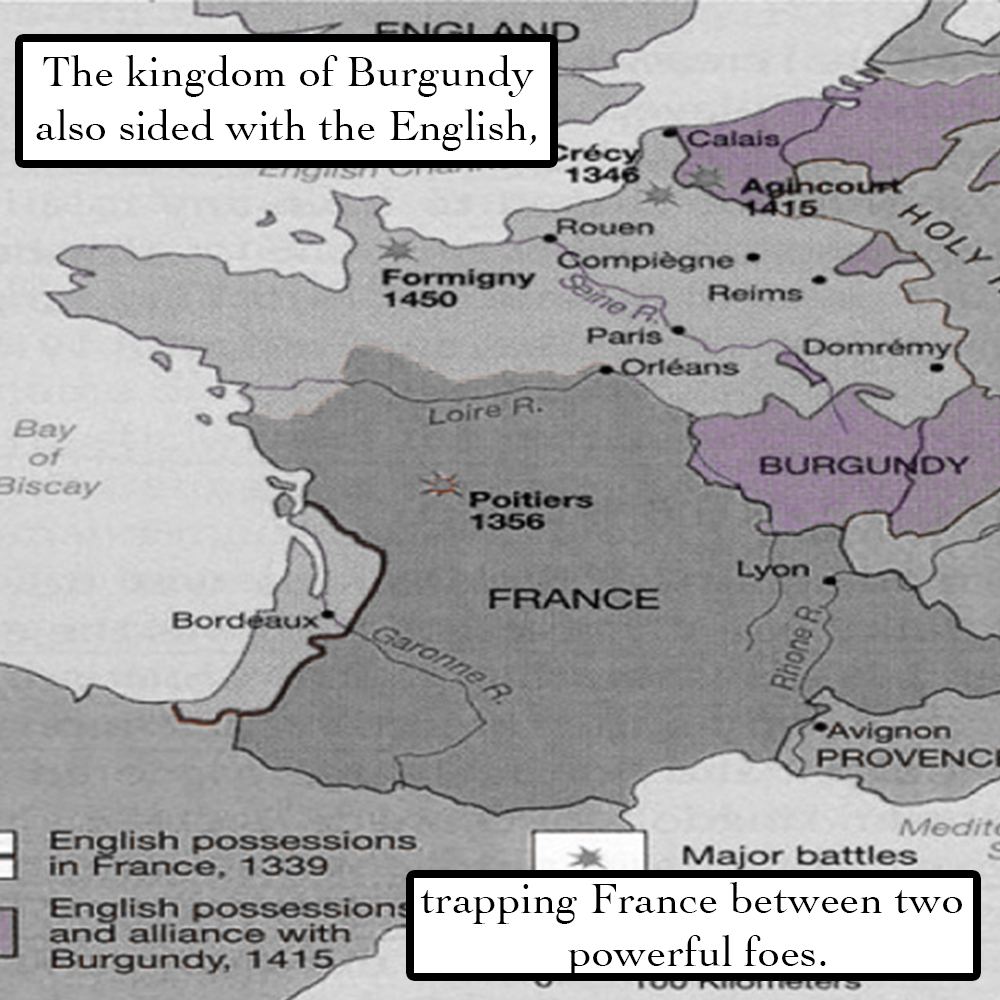 ENGLAND
The kingdom of Burgundy
also sided with the English,
Calais
Crécy
1346
English Channel
Agincourt
1415
HOLY
Rouen
Compiègne
Formigny
1450
Reims
Seine R.
Paris
Domrémy
Orléans
Loire R.
Bay
of
Biscay
BURGUNDY
Poitiers
1356
Lyon
FRANCE
Bordeaux
Garonne R.
Rhone R.
Avignon
PROVENCE
English possessions
in France, 1339
Major battles
English possessions
and alliance with
Burgundy, 1415
trapping France between two
powerful foes.
100 Kilometers